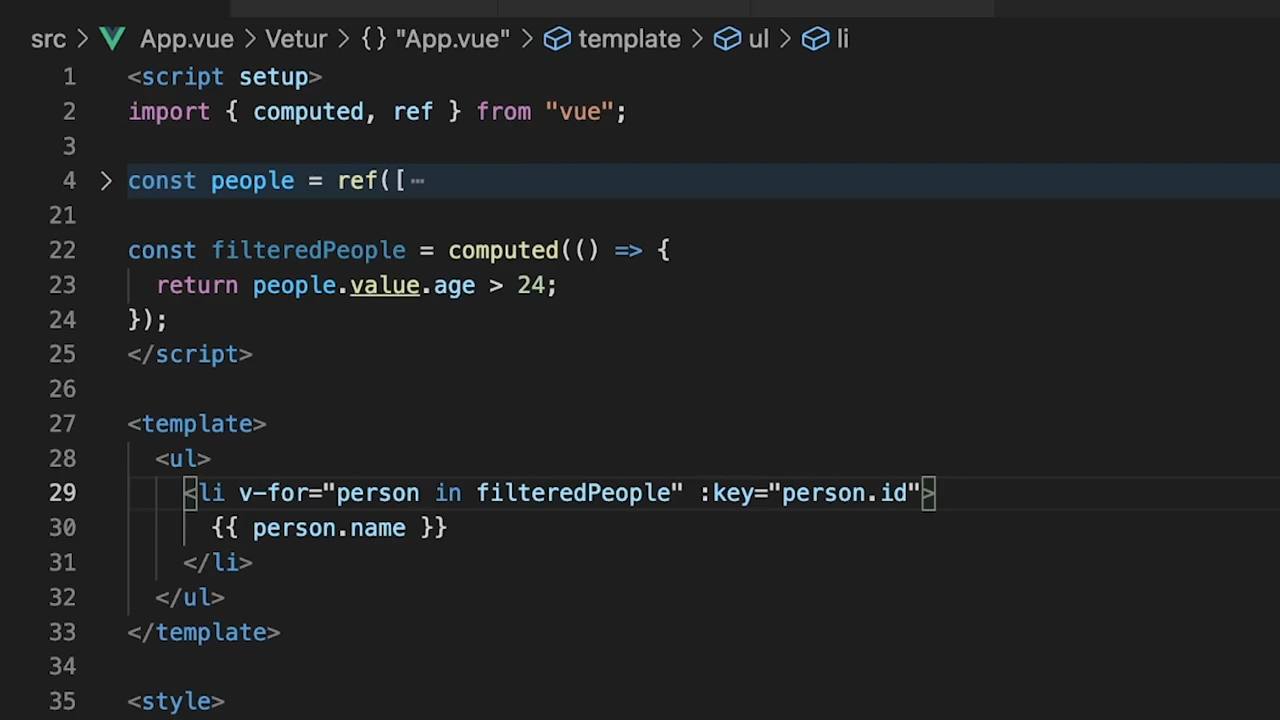 src > App.vue > Vetur > {} "App.vue" > template > ul > li
1 <script setup>
2 import { computed, ref } from "vue";
3
4 > const people = ref([ ⋯
21
22 const filteredPeople = computed(() => {
23 return people.value.age > 24;
24 });
25 </script>
26
27 <template>
28 <ul>
29 <li v-for="person in filteredPeople" :key="person.id">
30 {{ person.name }}
31 </li>
32 </ul>
33 </template>
34
35 <style>